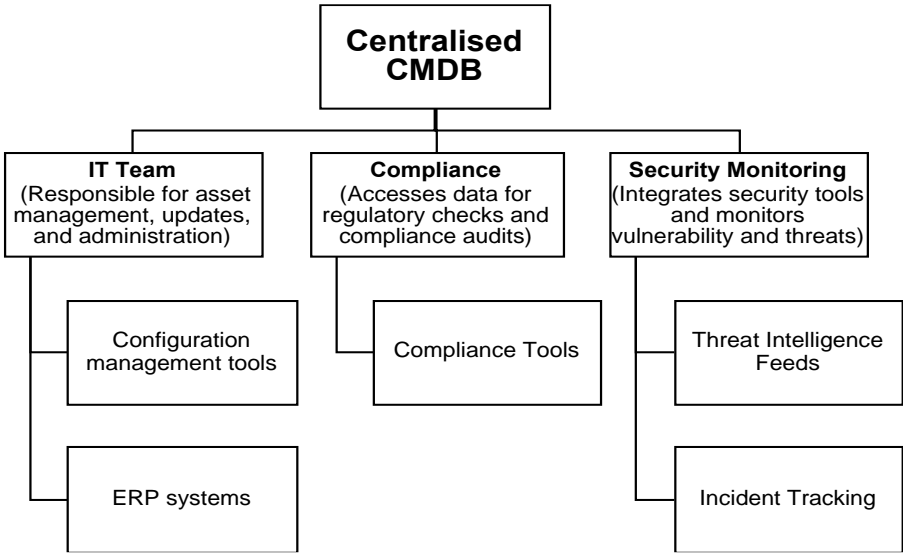 Centralised
CMDB
IT Team
(Responsible for asset
management, updates,
and administration)
Compliance
(Accesses data for
regulatory checks and
compliance audits)
Security Monitoring
(Integrates security tools
and monitors
vulnerability and threats)
Configuration
management tools
Compliance Tools
Threat Intelligence
Feeds
ERP systems
Incident Tracking